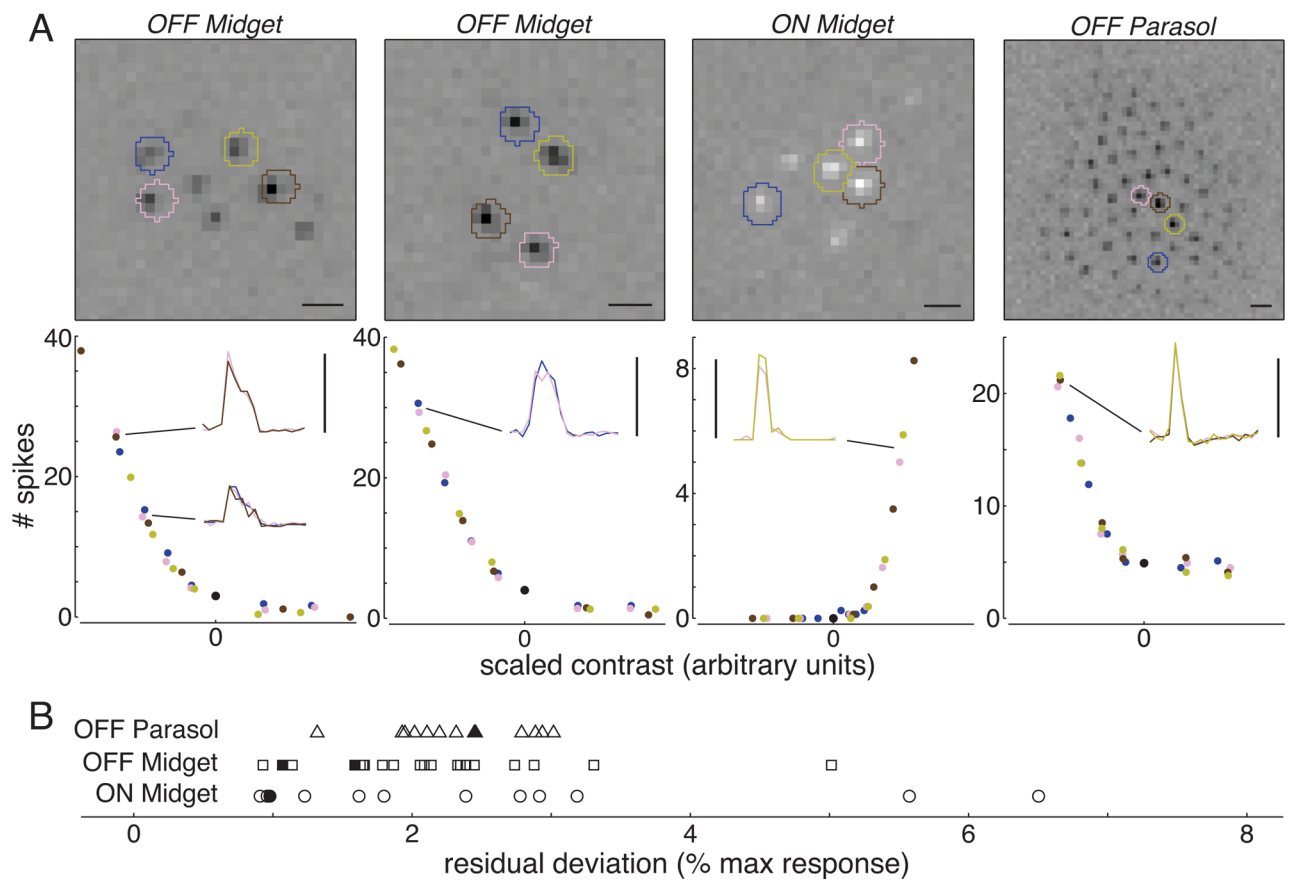 A
OFF Midget
OFF Midget
ON Midget
OFF Parasol
40
20
0
# spikes
0
40
20
0
0
8
4
0
0
20
10
0
0
scaled contrast (arbitrary units)
B
OFF Parasol
OFF Midget
ON Midget
0 2 4 6 8
residual deviation (% max response)